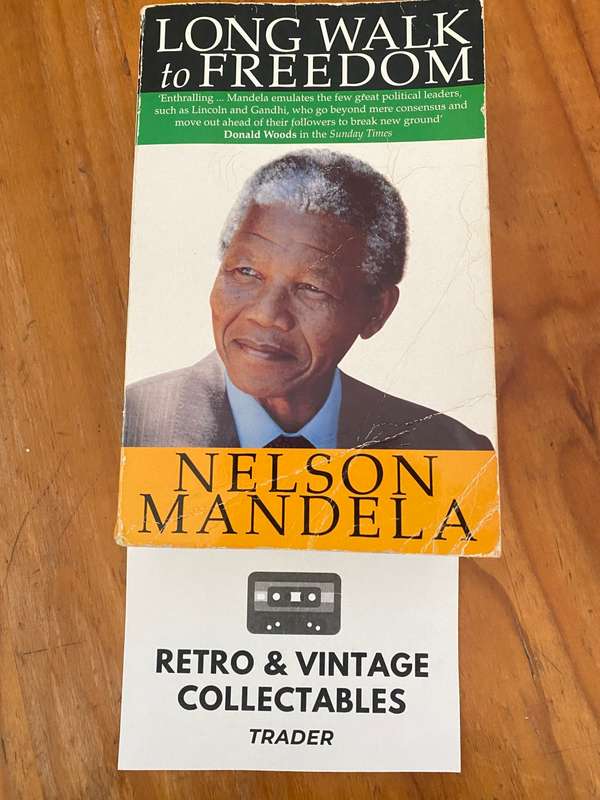 LONG WALK
to FREEDOM
'Enthralling ... Mandela emulates the few great political leaders,
such as Lincoln and Gandhi, who go beyond mere consensus and
move out ahead of their followers to break new ground'
Donald Woods in the Sunday Times
NELSON
MANDELA
RETRO & VINTAGE
COLLECTABLES
TRADER